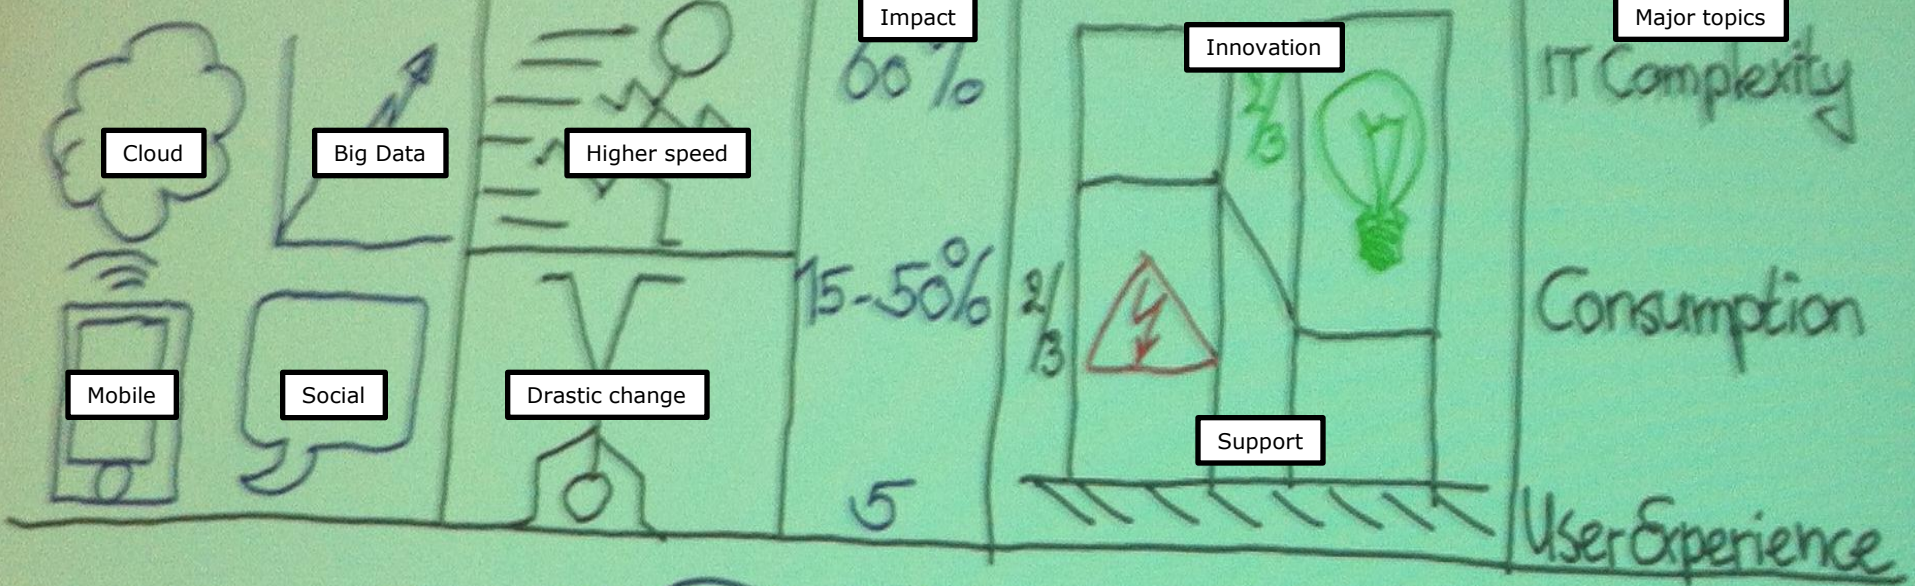 Impact
Major topics
Innovation
60%
IT Complexity
2/3
Cloud
Big Data
Higher speed
15-50%
2/3
Consumption
Mobile
Social
Drastic change
Support
5
User Experience